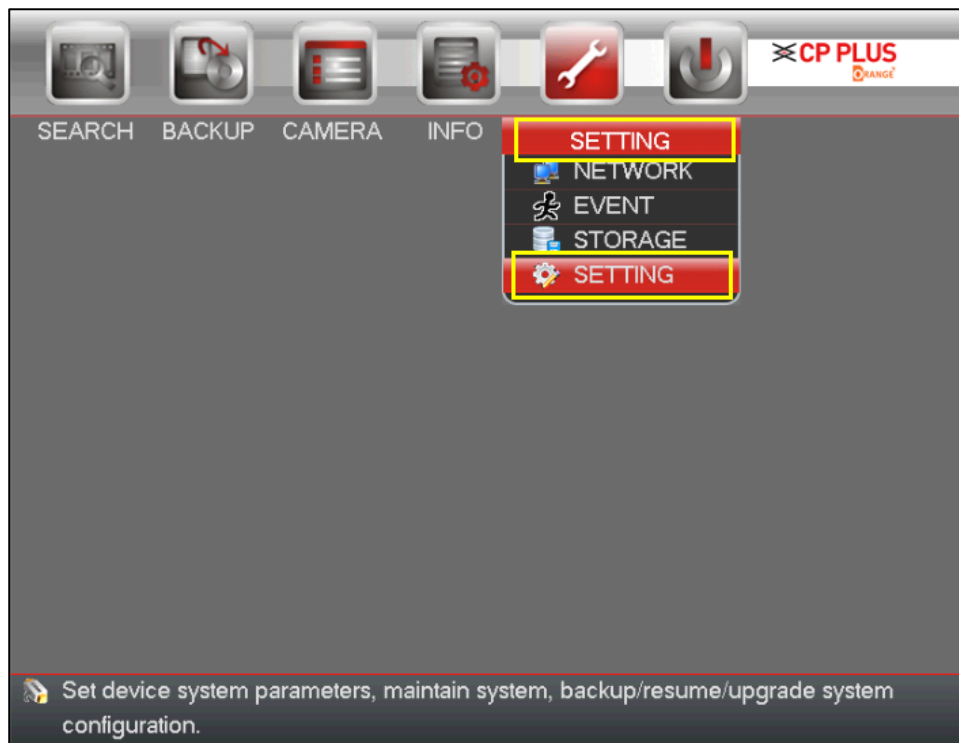 CP PLUS
ORANGE
SEARCH BACKUP CAMERA INFO SETTING
NETWORK
EVENT
STORAGE
SETTING
Set device system parameters, maintain system, backup/resume/upgrade system
configuration.